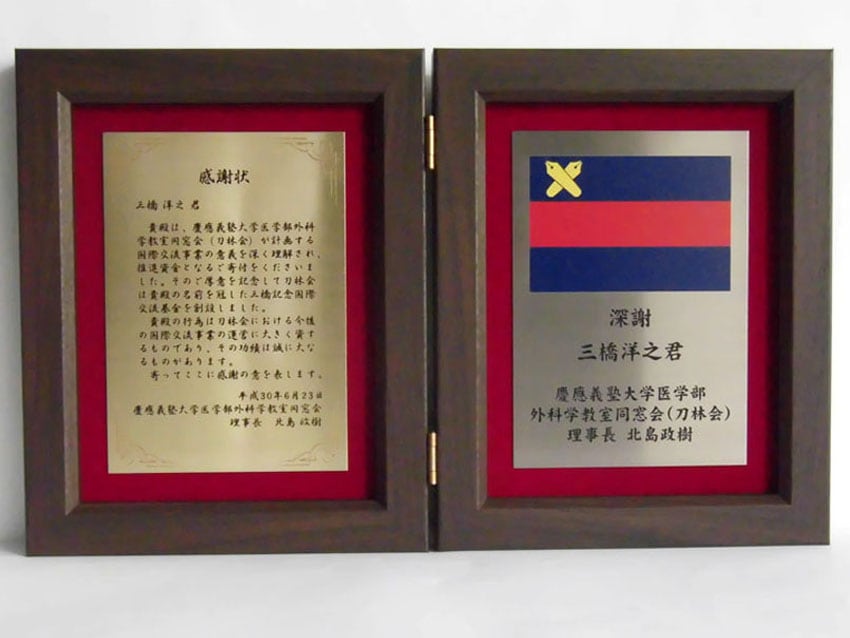 感謝状
三橋 洋之 君
貴殿は、慶應義塾大学医学部外科
学教室同窓会(刀林会)が計画する
国際交流事業の意義を深く理解され、
推進資金となるご寄付をくださいま
した。そのご厚意を記念して刀林会
は貴殿の名前を冠した三橋記念国際
交流基金を創設しました。
貴殿の行為は刀林会における今後
の国際交流事業の運営に大きく資す
るものであり、その功績は誠に大な
るものがあります。
寄ってここに感謝の意を表します。
平成30年6月23日
慶應義塾大学医学部外科学教室同窓会
理事長 北島 政樹
深謝
三橋洋之君
慶應義塾大学医学部
外科学教室同窓会(刀林会)
理事長 北島政樹